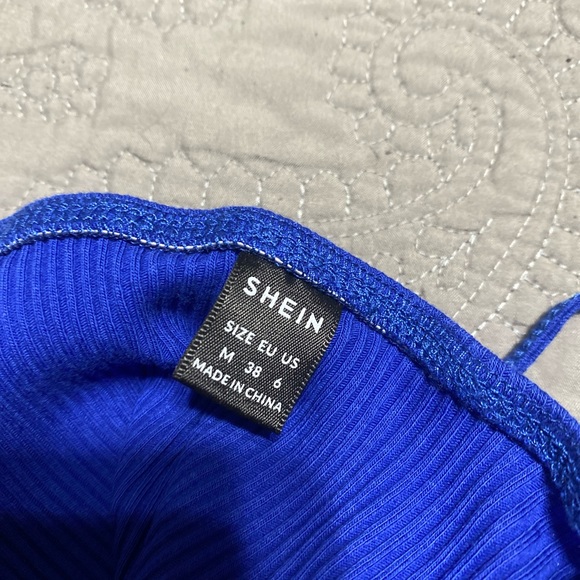 SHEIN
SIZE EU US
M 38 6
MADE IN CHINA